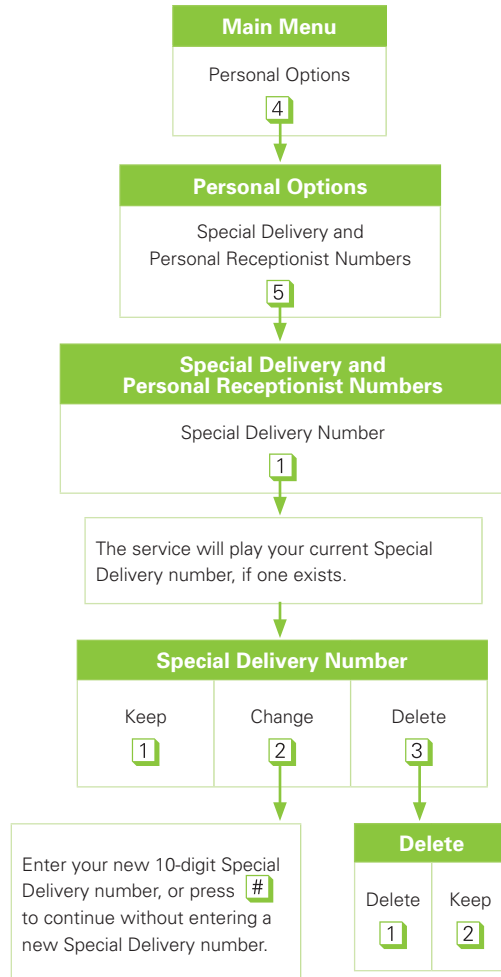 Main Menu
Personal Options
4
Personal Options
Special Delivery and
Personal Receptionist Numbers
5
Special Delivery and
Personal Receptionist Numbers
Special Delivery Number
1
The service will play your current Special
Delivery number, if one exists.
Special Delivery Number
Keep Change Delete
1 2 3
Enter your new 10-digit Special
Delivery number, or press #
to continue without entering a
new Special Delivery number.
Delete
Delete Keep
1 2